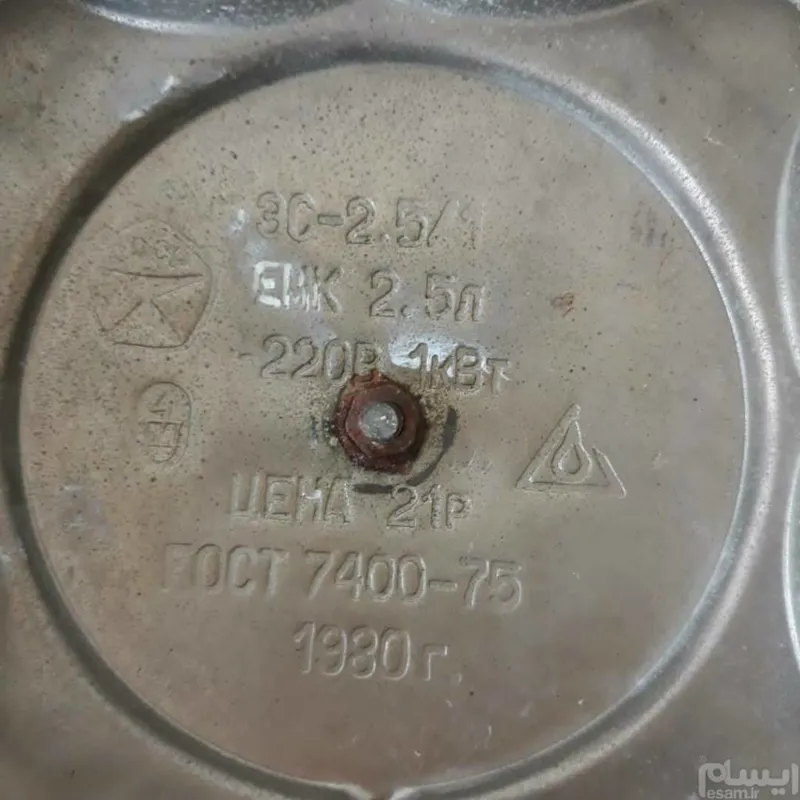 ЭС-2.5/1
ЕМК 2.5л
220В 1кВт
ЦЕНА 21р
ГОСТ 7400-75
1980г.
ایسام
esam.ir